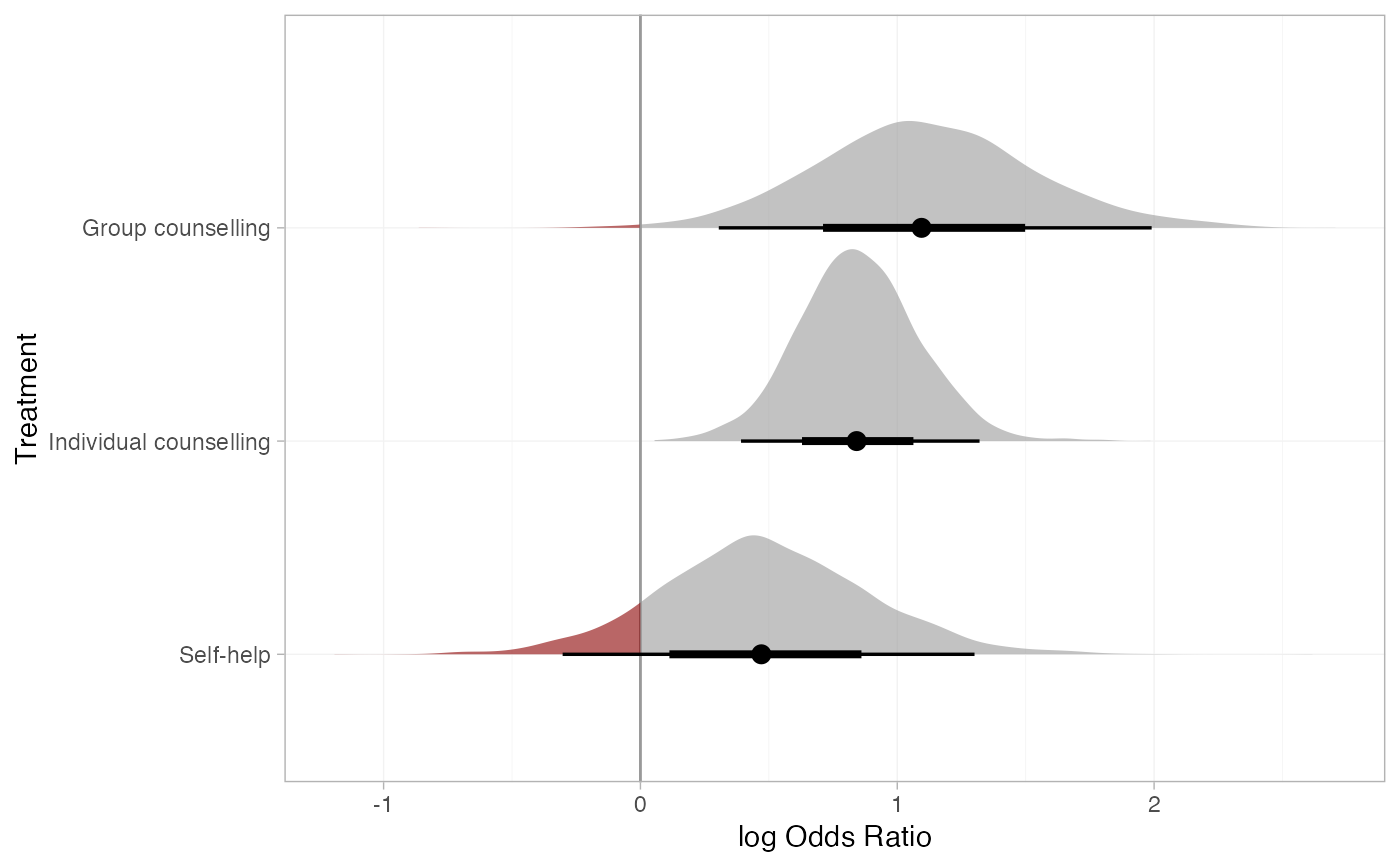 Treatment
Group counselling
Individual counselling
Self-help
-1 0 1 2
log Odds Ratio